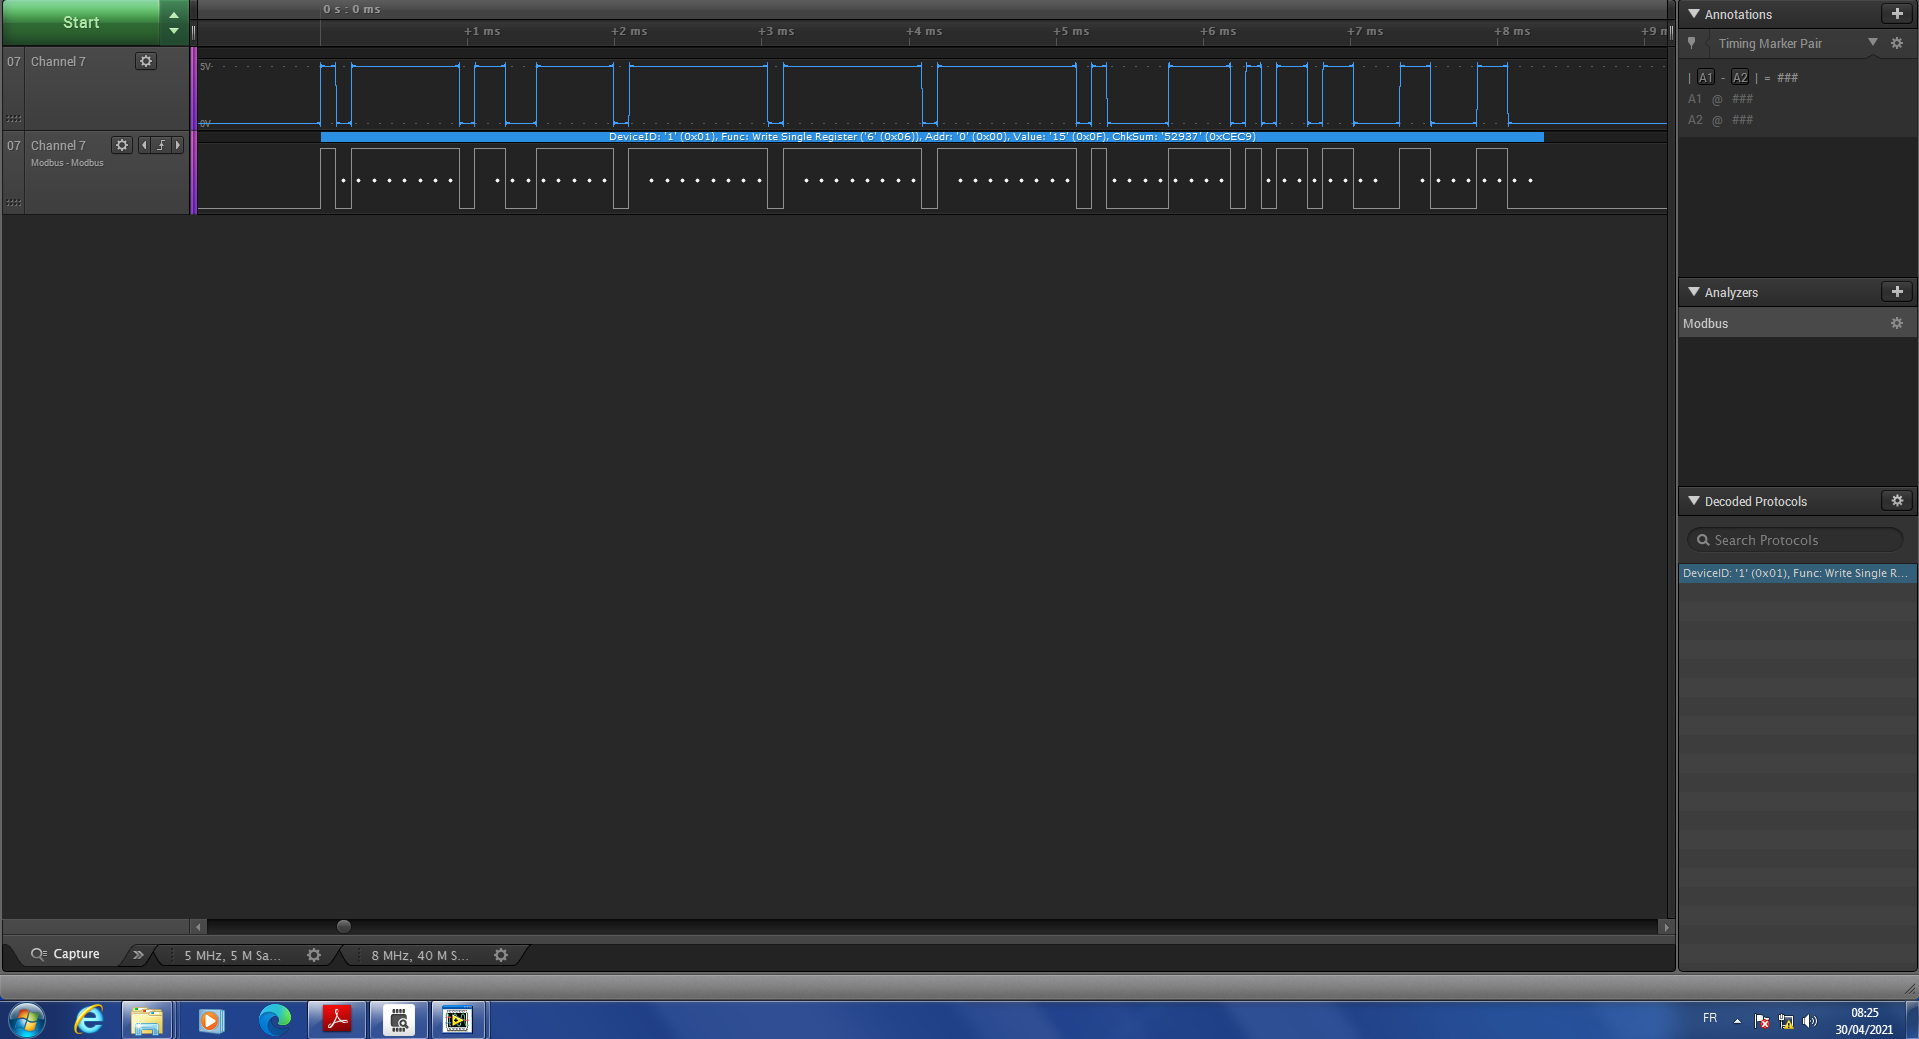 Start
0 s : 0 ms
+1 ms
+2 ms
+3 ms
+4 ms
+5 ms
+6 ms
+7 ms
+8 ms
+9 m
07 Channel 7
5V
0V
07 Channel 7
Modbus - Modbus
DeviceID: '1' (0x01), Func: Write Single Register ('6' (0x06)), Addr: '0' (0x00), Value: '15' (0x0F), ChkSum: '52937' (0xCEC9)
Annotations
Timing Marker Pair
| A1 - A2 | = ###
A1 @ ###
A2 @ ###
Analyzers
Modbus
Decoded Protocols
Search Protocols
DeviceID: '1' (0x01), Func: Write Single R...
Capture
5 MHz, 5 M Sa...
8 MHz, 40 M S...
FR
08:25
30/04/2021